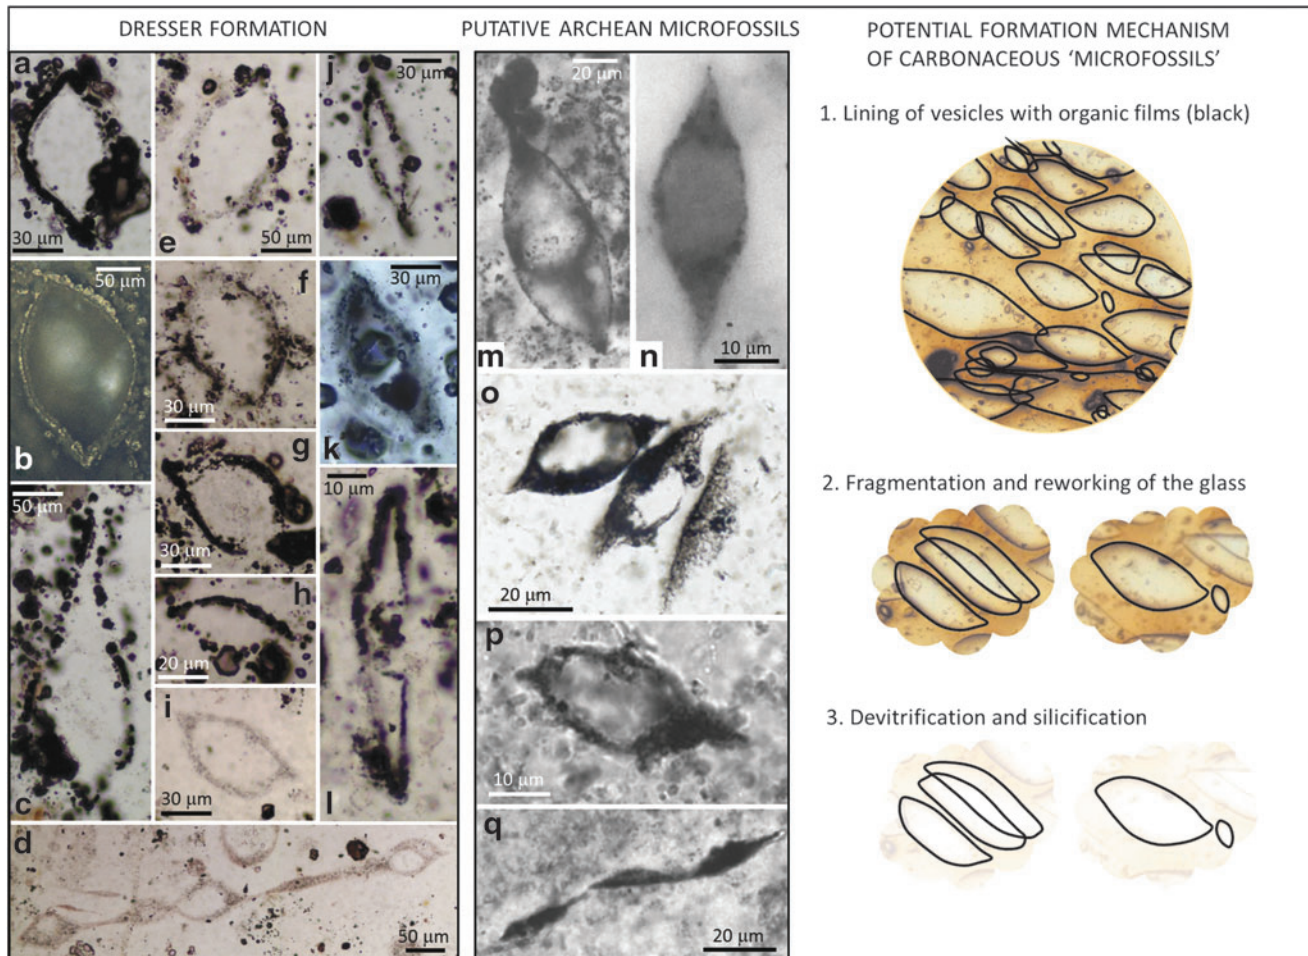 DRESSER FORMATION
PUTATIVE ARCHEAN MICROFOSSILS
POTENTIAL FORMATION MECHANISM
OF CARBONACEOUS ‘MICROFOSSILS’
a
30 µm
e
50 µm
j
30 µm
b
50 µm
f
30 µm
k
30 µm
c
50 µm
g
30 µm
h
20 µm
i
30 µm
l
10 µm
d
50 µm
m
20 µm
n
10 µm
o
20 µm
p
10 µm
q
20 µm
1. Lining of vesicles with organic films (black)
2. Fragmentation and reworking of the glass
3. Devitrification and silicification